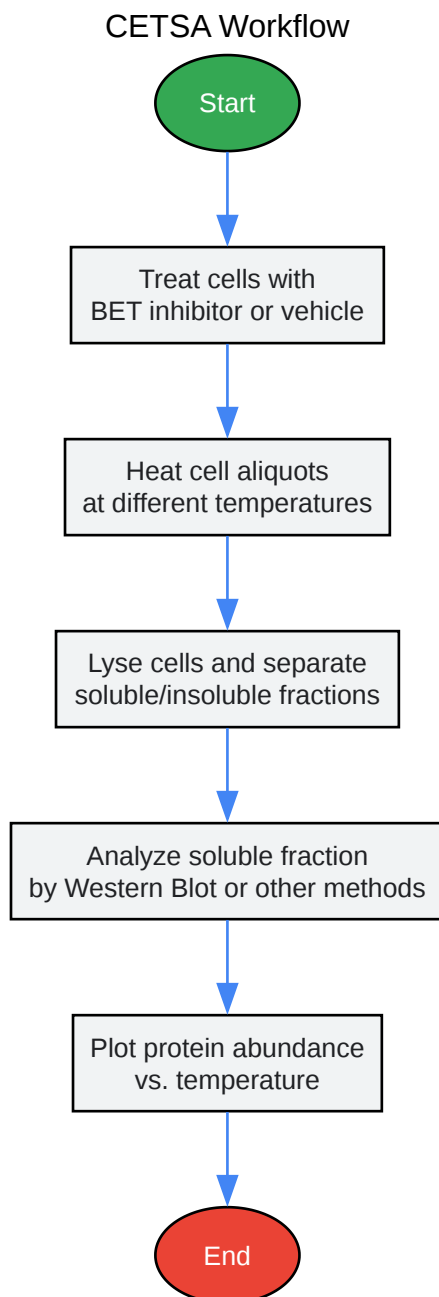 CETSA Workflow
Start
Treat cells with
BET inhibitor or vehicle
Heat cell aliquots
at different temperatures
Lyse cells and separate
soluble/insoluble fractions
Analyze soluble fraction
by Western Blot or other methods
Plot protein abundance
vs. temperature
End